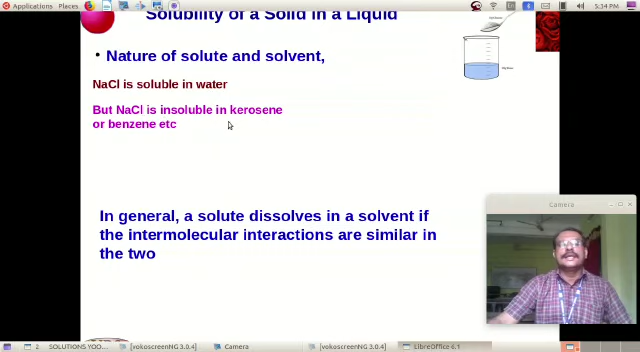 Applications Places
En
5:34 PM
Solubility of a Solid in a Liquid
• Nature of solute and solvent,
NaCl is soluble in water
But NaCl is insoluble in kerosene
or benzene etc
In general, a solute dissolves in a solvent if
the intermolecular interactions are similar in
the two
Camera
2
SOLUTIONS YOO...
[vokoscreenNG 3.0.4]
Camera
[vokoscreenNG 3.0.4]
LibreOffice 6.1